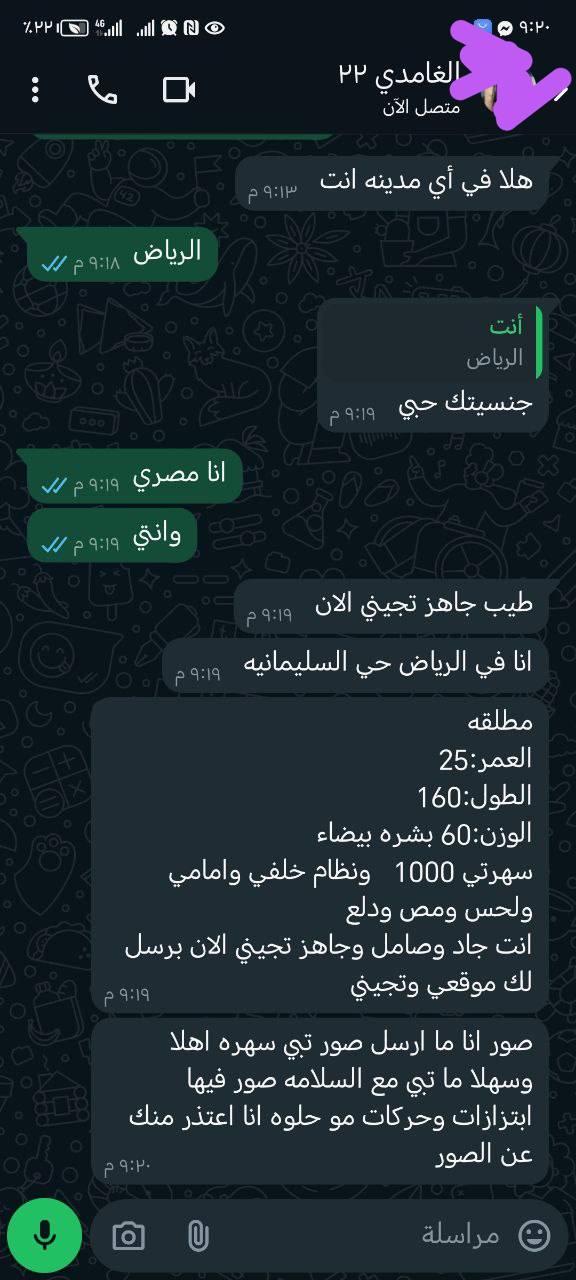 ٪٢٢
4G
٩:٢٠
الغامدي ٢٢
متصل الآن
هلا في أي مدينه انت
٩:١٣ م
الرياض
٩:١٨ م
أنت
الرياض
جنسيتك حبي
٩:١٩ م
انا مصري
٩:١٩ م
وانتي
٩:١٩ م
طيب جاهز تجيني الان
٩:١٩ م
انا في الرياض حي السليمانيه
٩:١٩ م
مطلقه
العمر:25
الطول:160
الوزن:60 بشره بيضاء
سهرتي 1000 ونظام خلفي وامامي
ولحس ومص ودلع
انت جاد وصامل وجاهز تجيني الان برسل
لك موقعي وتجيني
٩:١٩ م
صور انا ما ارسل صور تبي سهره اهلا
وسهلا ما تبي مع السلامه صور فيها
ابتزازات وحركات مو حلوه انا اعتذر منك
عن الصور
٩:٢٠ م
مراسلة